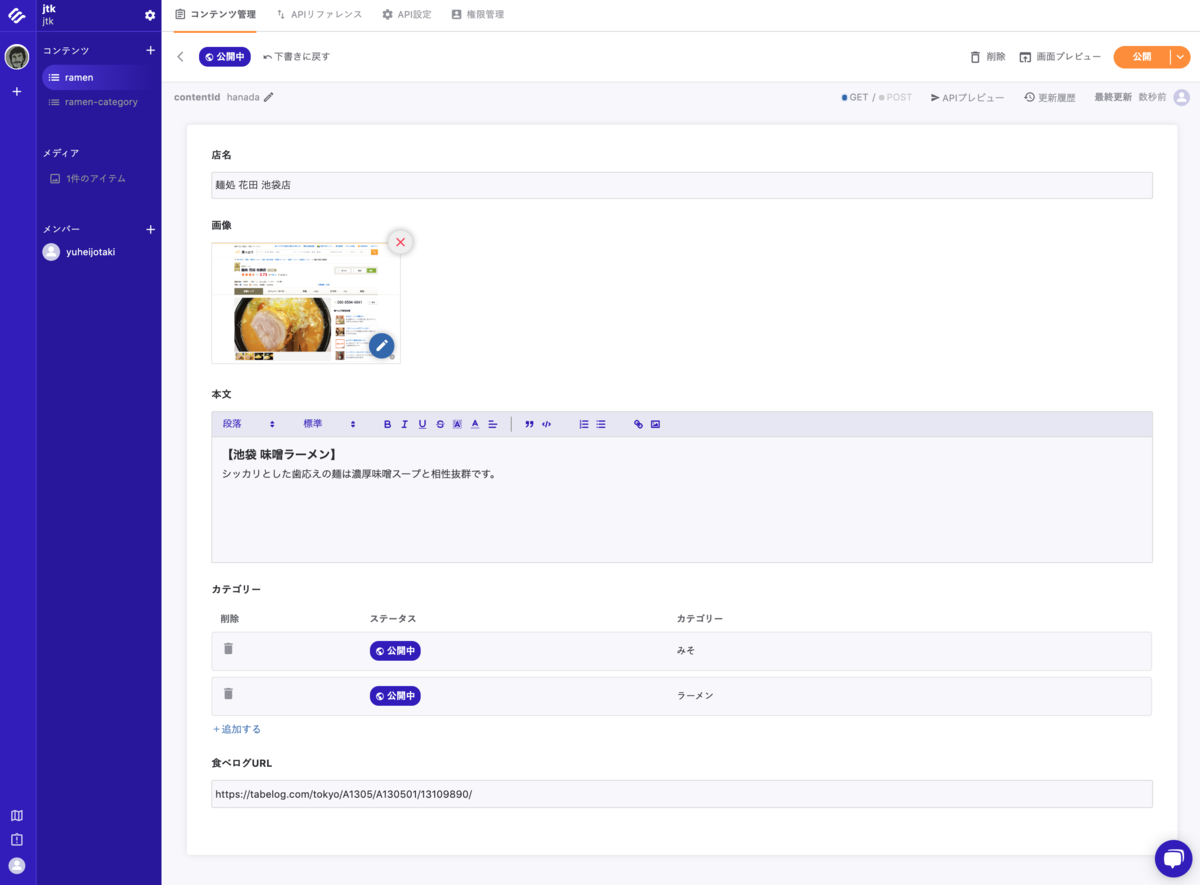 jtk
jtk
コンテンツ
ramen
ramen-category
メディア
1件のアイテム
メンバー
yuheijotaki
コンテンツ管理 APIリファレンス API設定 権限管理
公開中 下書きに戻す 削除 画面プレビュー 公開
contentId hanada GET / POST APIプレビュー 更新履歴 最終更新 数秒前
店名
麺処 花田 池袋店
画像
本文
段落 標準 B I U S A A
【池袋 味噌ラーメン】
シッカリとした歯応えの麺は濃厚味噌スープと相性抜群です。
カテゴリー
削除 ステータス カテゴリー
公開中 みそ
公開中 ラーメン
+ 追加する
食べログURL
https://tabelog.com/tokyo/A1305/A130501/13109890/